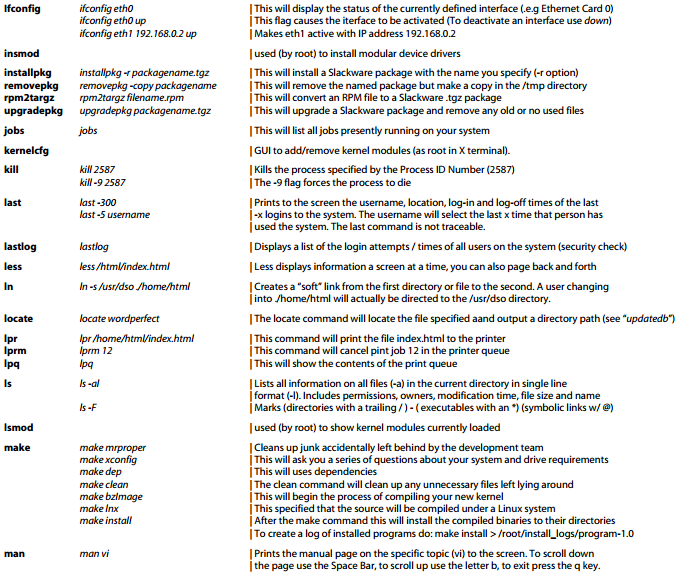 Ifconfig ifconfig eth0 This will display the status of the currently defined interface (.e.g Ethernet Card 0)
ifconfig eth0 up This flag causes the iterface to be activated (To deactivate an interface use down)
ifconfig eth1 192.168.0.2 up Makes eth1 active with IP address 192.168.0.2
insmod used (by root) to install modular device drivers
installpkg installpkg -r packagename.tgz This will install a Slackware package with the name you specify (-r option)
removepkg removepkg -copy packagename This will remove the named package but make a copy in the /tmp directory
rpm2targz rpm2targz filename.rpm This will convert an RPM file to a Slackware .tgz package
upgradepkg upgradepkg packagename.tgz This will upgrade a Slackware package and remove any old or no used files
jobs jobs This will list all jobs presently running on your system
kernelcfg GUI to add/remove kernel modules (as root in X terminal).
kill kill 2587 Kills the process specified by the Process ID Number (2587)
kill -9 2587 The -9 flag forces the process to die
last last -300 Prints to the screen the username, location, log-in and log-off times of the last
last -5 username -x logins to the system. The username will select the last x time that person has
used the system. The last command is not traceable.
lastlog lastlog Displays a list of the login attempts / times of all users on the system (security check)
less less /html/index.html Less displays information a screen at a time, you can also page back and forth
ln ln -s /usr/dso ./home/html Creates a "soft" link from the first directory or file to the second. A user changing
into ./home/html will actually be directed to the /usr/dso directory.
locate locate wordperfect The locate command will locate the file specified aand output a directory path (see "updatedb")
lpr lpr /home/html/index.html This command will print the file index.html to the printer
lprm lprm 12 This command will cancel pint job 12 in the printer queue
lpq lpq This will show the contents of the print queue
ls ls -al Lists all information on all files (-a) in the current directory in single line
format (-l). Includes permissions, owners, modification time, file size and name
ls -F Marks (directories with a trailing / ) - ( executables with an *) (symbolic links w/ @)
lsmod used (by root) to show kernel modules currently loaded
make make mrproper Cleans up junk accidentally left behind by the development team
make xconfig This will ask you a series of questions about your system and drive requirements
make dep This will uses dependencies
make clean The clean command will clean up any unnecessary files left lying around
make bzImage This will begin the process of compiling your new kernel
make lnx This specified that the source will be compiled under a Linux system
make install After the make command this will install the compiled binaries to their directories
To create a log of installed programs do: make install > /root/install_logs/program-1.0
man man vi Prints the manual page on the specific topic (vi) to the screen. To scroll down
the page use the Space Bar, to scroll up use the letter b, to exit press the q key.